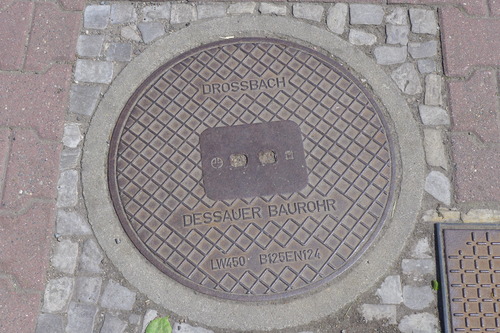 DROSSBACH
DESSAUER BAUROHR
LW450 B125EN124